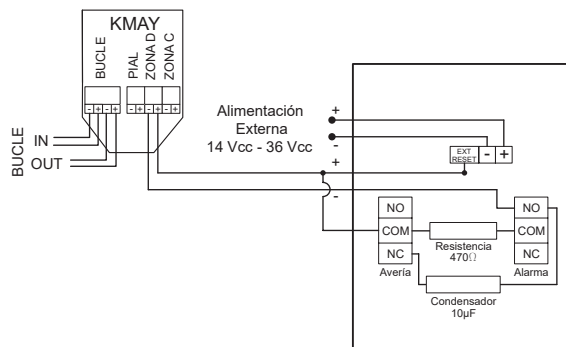 KMAY
BUCLE
PIAL
ZONA D
ZONA C
- + - +
- + - + - +
BUCLE
IN
OUT
Alimentación
Externa
14 Vcc - 36 Vcc
+
-
+
-
EXT
RESET
- +
NO
COM
NC
Avería
Resistencia
470Ω
Condensador
10µF
NO
COM
NC
Alarma